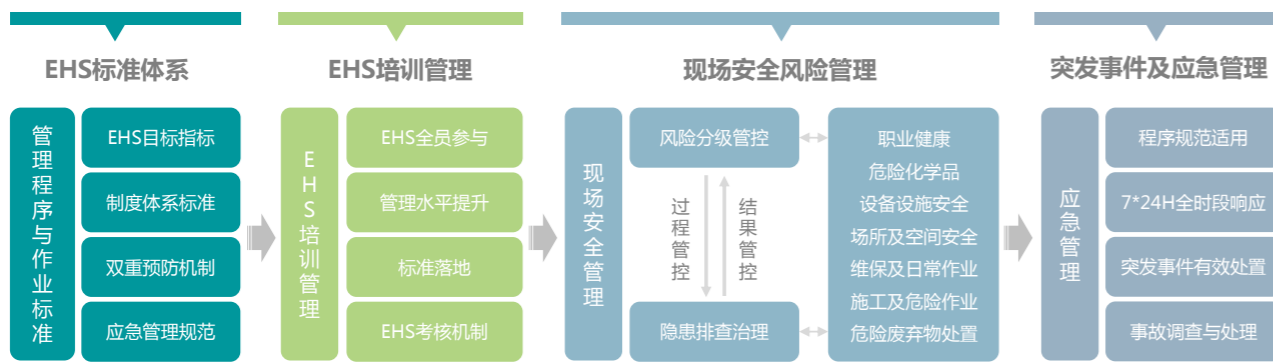 EHS标准体系
管理程序与作业标准
EHS目标指标
制度体系标准
双重预防机制
应急管理规范
EHS培训管理
EHS培训管理
EHS全员参与
管理水平提升
标准落地
EHS考核机制
现场安全风险管理
现场安全管理
风险分级管控
过程管控
结果管控
隐患排查治理
职业健康
危险化学品
设备设施安全
场所及空间安全
维保及日常作业
施工及危险作业
危险废弃物处置
突发事件及应急管理
应急管理
程序规范适用
7*24H全时段响应
突发事件有效处置
事故调查与处理